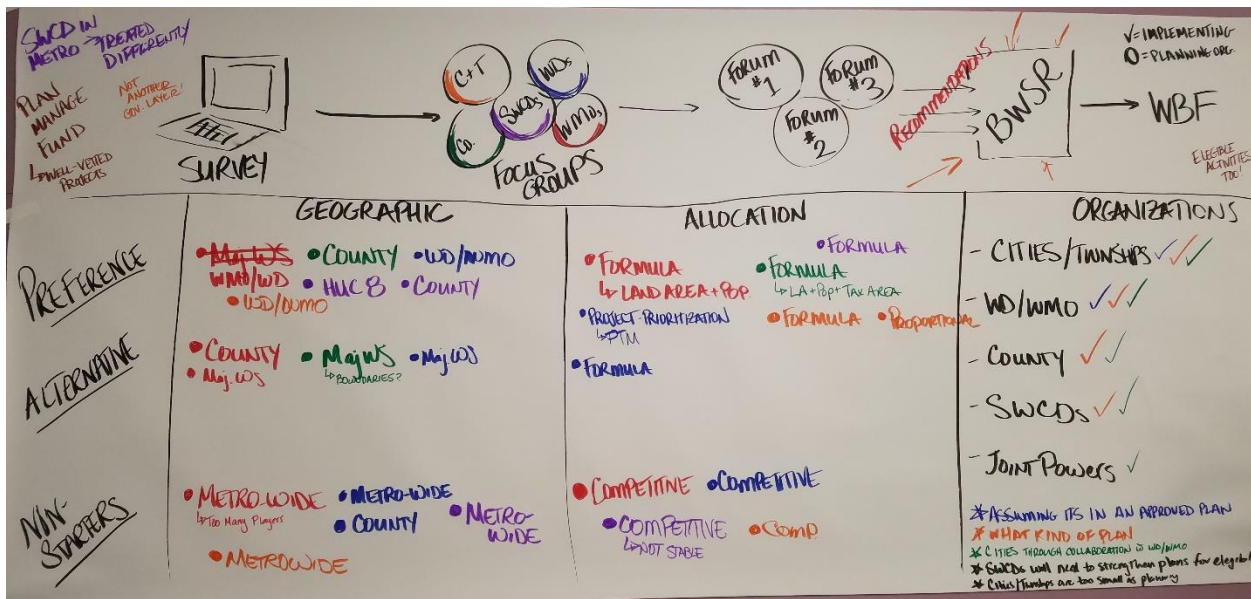 SWCD IN
METRO → TREATED
DIFFERENTLY
PLAN
MANAGE
FUND
↳ WELL-VETTED
PROJECTS
NOT
ANOTHER
GOV. LAYER!
SURVEY
C+T
WDs
SWCDs
Co.
WMOs
FOCUS
GROUPS
FORUM
#1
FORUM
#3
FORUM
#2
RECOMMENDATIONS
BWSR
✓=IMPLEMENTING
O=PLANNING ORG.
WBF
ELEGIBLE
ACTIVITIES
TOO!
GEOGRAPHIC
ALLOCATION
ORGANIZATIONS
PREFERENCE
• Maj WS • COUNTY • WD/WMO
WMO/WD • HUC 8 • COUNTY
• WD/WMO
• FORMULA
• FORMULA • FORMULA
↳ LAND AREA + POP. ↳ LA + POP + TAX AREA
• PROJECT-PRIORITIZATION • FORMULA • PROPORTIONAL
↳ PTM
- CITIES/TWNSHPS ✓✓✓
- WD/WMO ✓✓✓
- COUNTY ✓✓
- SWCDs ✓✓
- JOINT POWERS ✓
ALTERNATIVE
• COUNTY • Maj WS • Maj WS
• Maj. WS ↳ BOUNDARIES?
• FORMULA
NON-
STARTERS
• METRO-WIDE • METRO-WIDE
↳ Too Many Players • COUNTY • METRO-
WIDE
• METROWIDE
• COMPETITIVE • COMPETITIVE
• COMPETITIVE • COMP.
↳ NOT STABLE
* ASSUMING ITS IN AN APPROVED PLAN
* WHAT KIND OF PLAN
* CITIES THROUGH COLLABORATION W WD/WMO
* SWCDs will need to strengthen plans for
* Cities/Twnshps are too small as planning